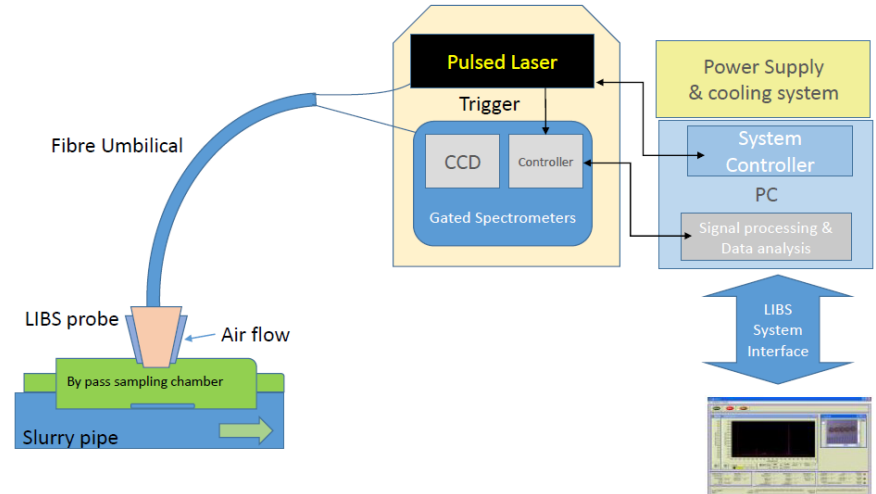 Pulsed Laser
Trigger
CCD
Controller
Gated Spectrometers
Power Supply
& cooling system
System
Controller
PC
Signal processing &
Data analysis
LIBS
System
Interface
Fibre Umbilical
LIBS probe
Air flow
By pass sampling chamber
Slurry pipe